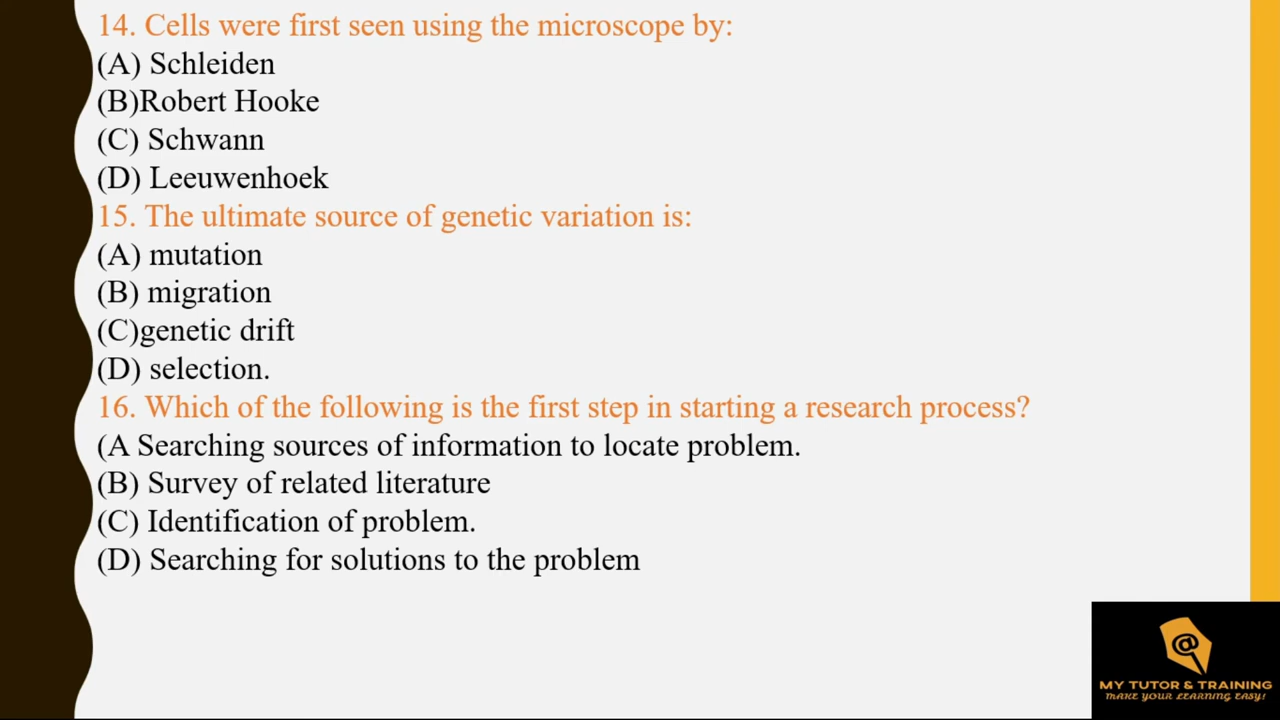 14. Cells were first seen using the microscope by:
(A) Schleiden
(B)Robert Hooke
(C) Schwann
(D) Leeuwenhoek
15. The ultimate source of genetic variation is:
(A) mutation
(B) migration
(C)genetic drift
(D) selection.
16. Which of the following is the first step in starting a research process?
(A Searching sources of information to locate problem.
(B) Survey of related literature
(C) Identification of problem.
(D) Searching for solutions to the problem
@
MY TUTOR & TRAINING
MAKE YOUR LEARNING EASY!